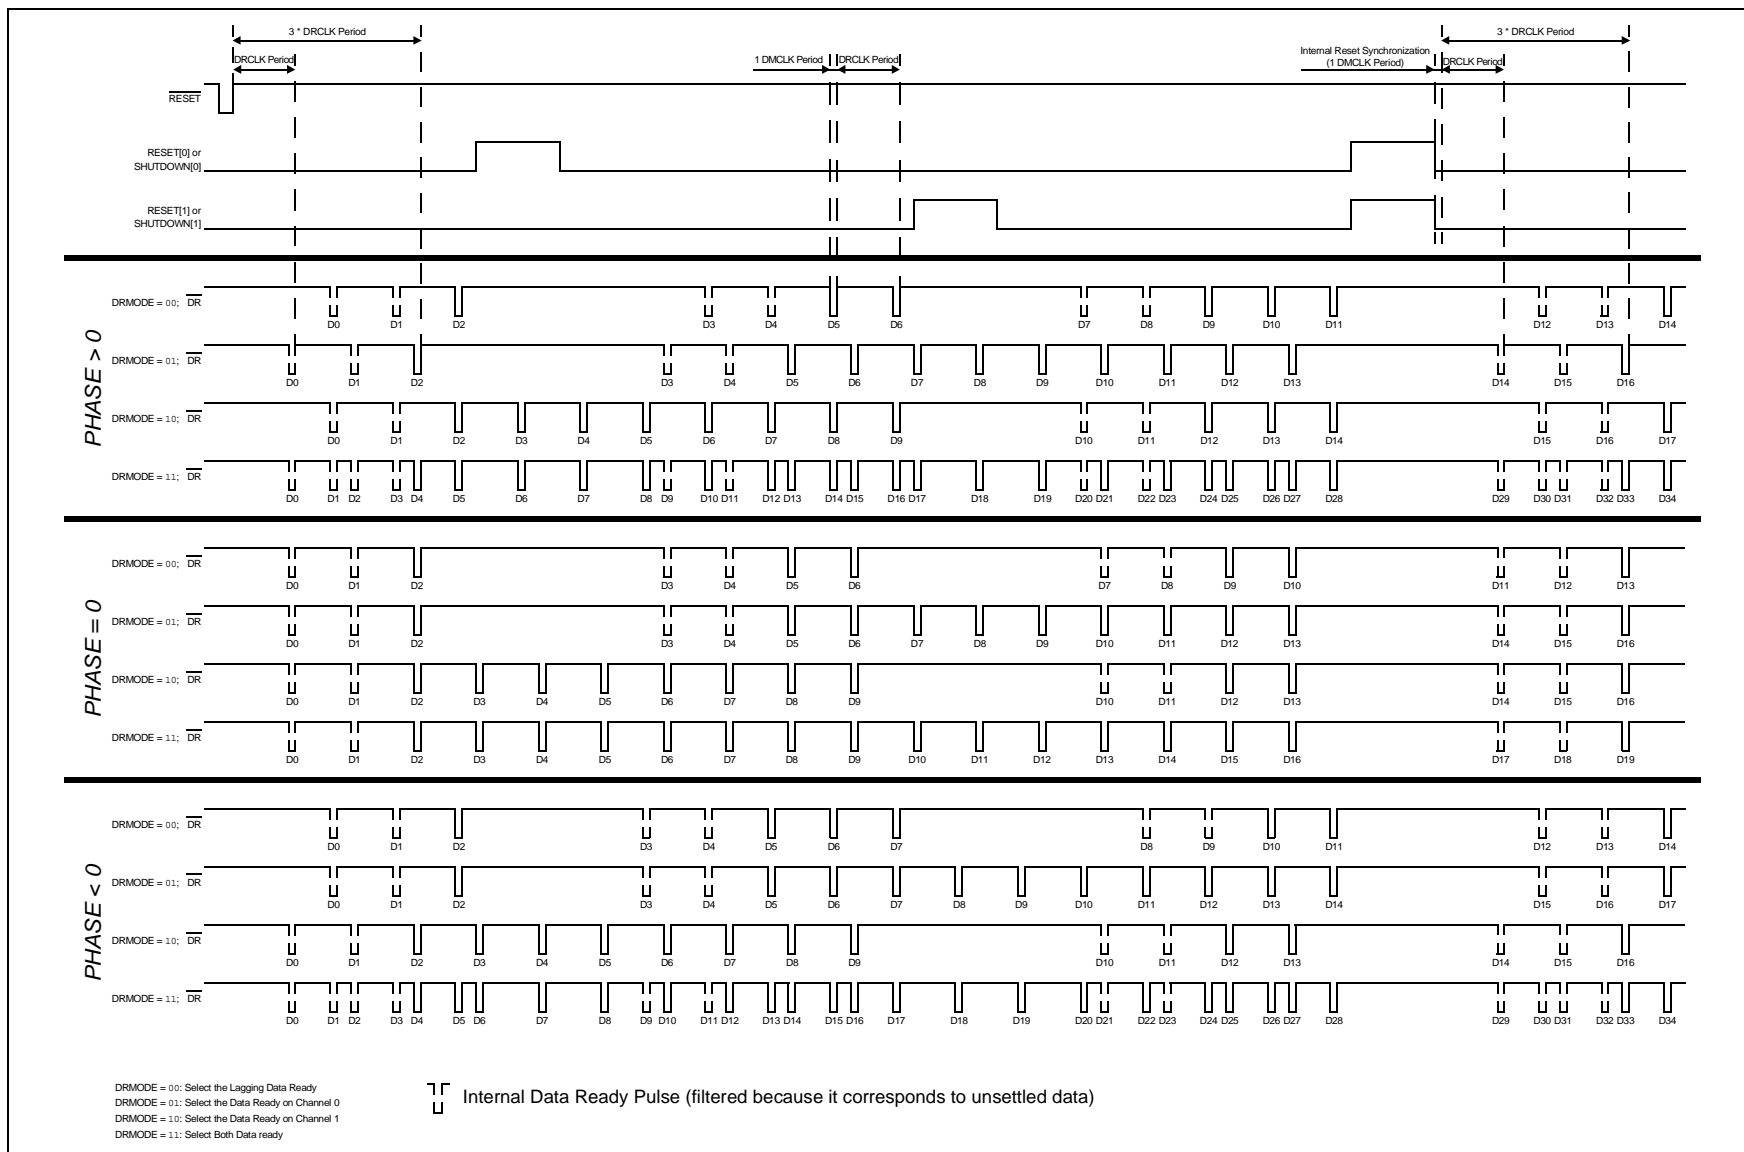 3 * DRCLK Period
3 * DRCLK Period
DRCLK Period
1 DMCLK Period
DRCLK Period
Internal Reset Synchronization
(1 DMCLK Period)
DRCLK Period
RESET
RESET[0] or
SHUTDOWN[0]
RESET[1] or
SHUTDOWN[1]
PHASE > 0
DRMODE = 00; DR
D0 D1 D2 D3 D4 D5 D6 D7 D8 D9 D10 D11 D12 D13 D14
DRMODE = 01; DR
D0 D1 D2 D3 D4 D5 D6 D7 D8 D9 D10 D11 D12 D13 D14 D15 D16
DRMODE = 10; DR
D0 D1 D2 D3 D4 D5 D6 D7 D8 D9 D10 D11 D12 D13 D14 D15 D16 D17
DRMODE = 11; DR
D0 D1 D2 D3 D4 D5 D6 D7 D8 D9 D10 D11 D12 D13 D14 D15 D16 D17 D18 D19 D20 D21 D22 D23 D24 D25 D26 D27 D28 D29 D30 D31 D32 D33 D34
PHASE = 0
DRMODE = 00; DR
D0 D1 D2 D3 D4 D5 D6 D7 D8 D9 D10 D11 D12 D13
DRMODE = 01; DR
D0 D1 D2 D3 D4 D5 D6 D7 D8 D9 D10 D11 D12 D13 D14 D15 D16
DRMODE = 10; DR
D0 D1 D2 D3 D4 D5 D6 D7 D8 D9 D10 D11 D12 D13 D14 D15 D16
DRMODE = 11; DR
D0 D1 D2 D3 D4 D5 D6 D7 D8 D9 D10 D11 D12 D13 D14 D15 D16 D17 D18 D19
PHASE < 0
DRMODE = 00; DR
D0 D1 D2 D3 D4 D5 D6 D7 D8 D9 D10 D11 D12 D13 D14
DRMODE = 01; DR
D0 D1 D2 D3 D4 D5 D6 D7 D8 D9 D10 D11 D12 D13 D14 D15 D16 D17
DRMODE = 10; DR
D0 D1 D2 D3 D4 D5 D6 D7 D8 D9 D10 D11 D12 D13 D14 D15 D16
DRMODE = 11; DR
D0 D1 D2 D3 D4 D5 D6 D7 D8 D9 D10 D11 D12 D13 D14 D15 D16 D17 D18 D19 D20 D21 D22 D23 D24 D25 D26 D27 D28 D29 D30 D31 D32 D33 D34
DRMODE = 00: Select the Lagging Data Ready
DRMODE = 01: Select the Data Ready on Channel 0
DRMODE = 10: Select the Data Ready on Channel 1
DRMODE = 11: Select Both Data ready
Internal Data Ready Pulse (filtered because it corresponds to unsettled data)